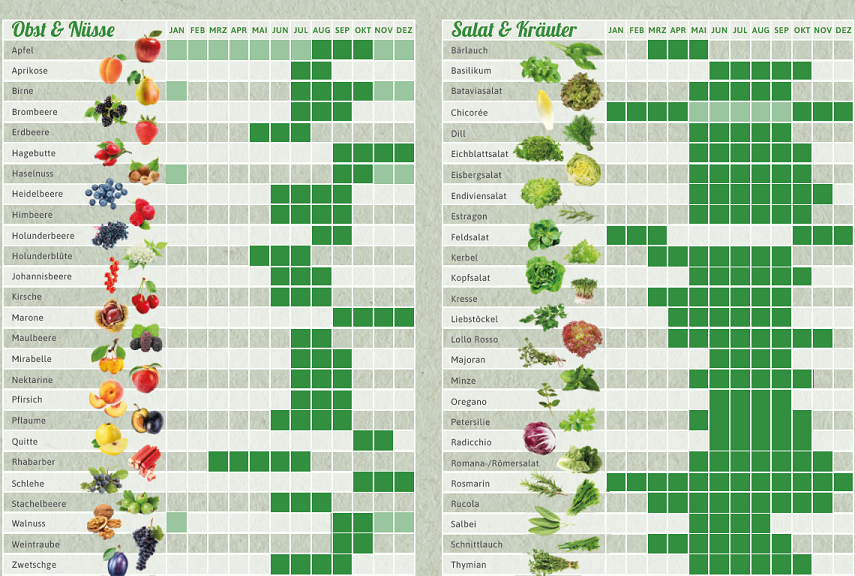 Obst & Nüsse JAN FEB MRZ APR MAI JUN JUL AUG SEP OKT NOV DEZ
Apfel
Aprikose
Birne
Brombeere
Erdbeere
Hagebutte
Haselnuss
Heidelbeere
Himbeere
Holunderbeere
Holunderblüte
Johannisbeere
Kirsche
Marone
Maulbeere
Mirabelle
Nektarine
Pfirsich
Pflaume
Quitte
Rhabarber
Schlehe
Stachelbeere
Walnuss
Weintraube
Zwetschge
Salat & Kräuter JAN FEB MRZ APR MAI JUN JUL AUG SEP OKT NOV DEZ
Bärlauch
Basilikum
Bataviasalat
Chicorée
Dill
Eichblattsalat
Eisbergsalat
Endiviensalat
Estragon
Feldsalat
Kerbel
Kopfsalat
Kresse
Liebstöckel
Lollo Rosso
Majoran
Minze
Oregano
Petersilie
Radicchio
Romana-/Römersalat
Rosmarin
Rucola
Salbei
Schnittlauch
Thymian